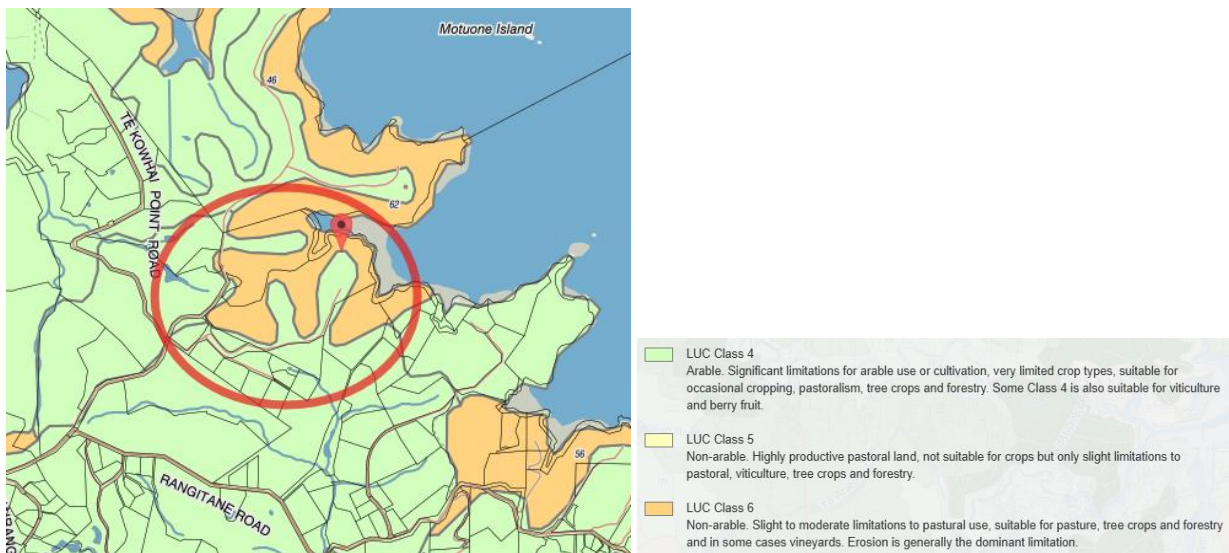 Motuone Island
46
TE KOWHAI POINT ROAD
62
RANGITANE ROAD
56
LUC Class 4
Arable. Significant limitations for arable use or cultivation, very limited crop types, suitable for
occasional cropping, pastoralism, tree crops and forestry. Some Class 4 is also suitable for viticulture
and berry fruit.
LUC Class 5
Non-arable. Highly productive pastoral land, not suitable for crops but only slight limitations to
pastoral, viticulture, tree crops and forestry.
LUC Class 6
Non-arable. Slight to moderate limitations to pastural use, suitable for pasture, tree crops and forestry
and in some cases vineyards. Erosion is generally the dominant limitation.